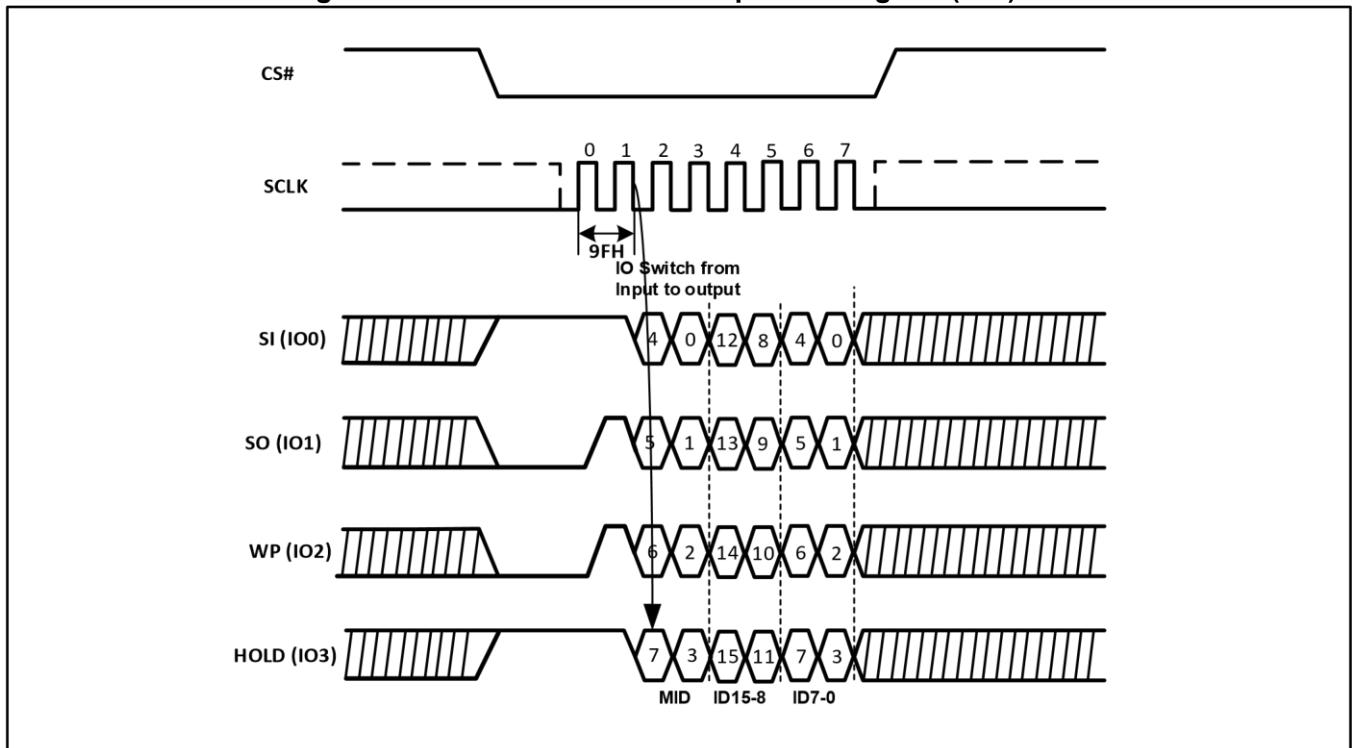 CS#
0 1 2 3 4 5 6 7
SCLK
9FH
IO Switch from
Input to output
SI (IO0) 4 0 12 8 4 0
SO (IO1) 5 1 13 9 5 1
WP (IO2) 6 2 14 10 6 2
HOLD (IO3) 7 3 15 11 7 3
MID ID15-8 ID7-0